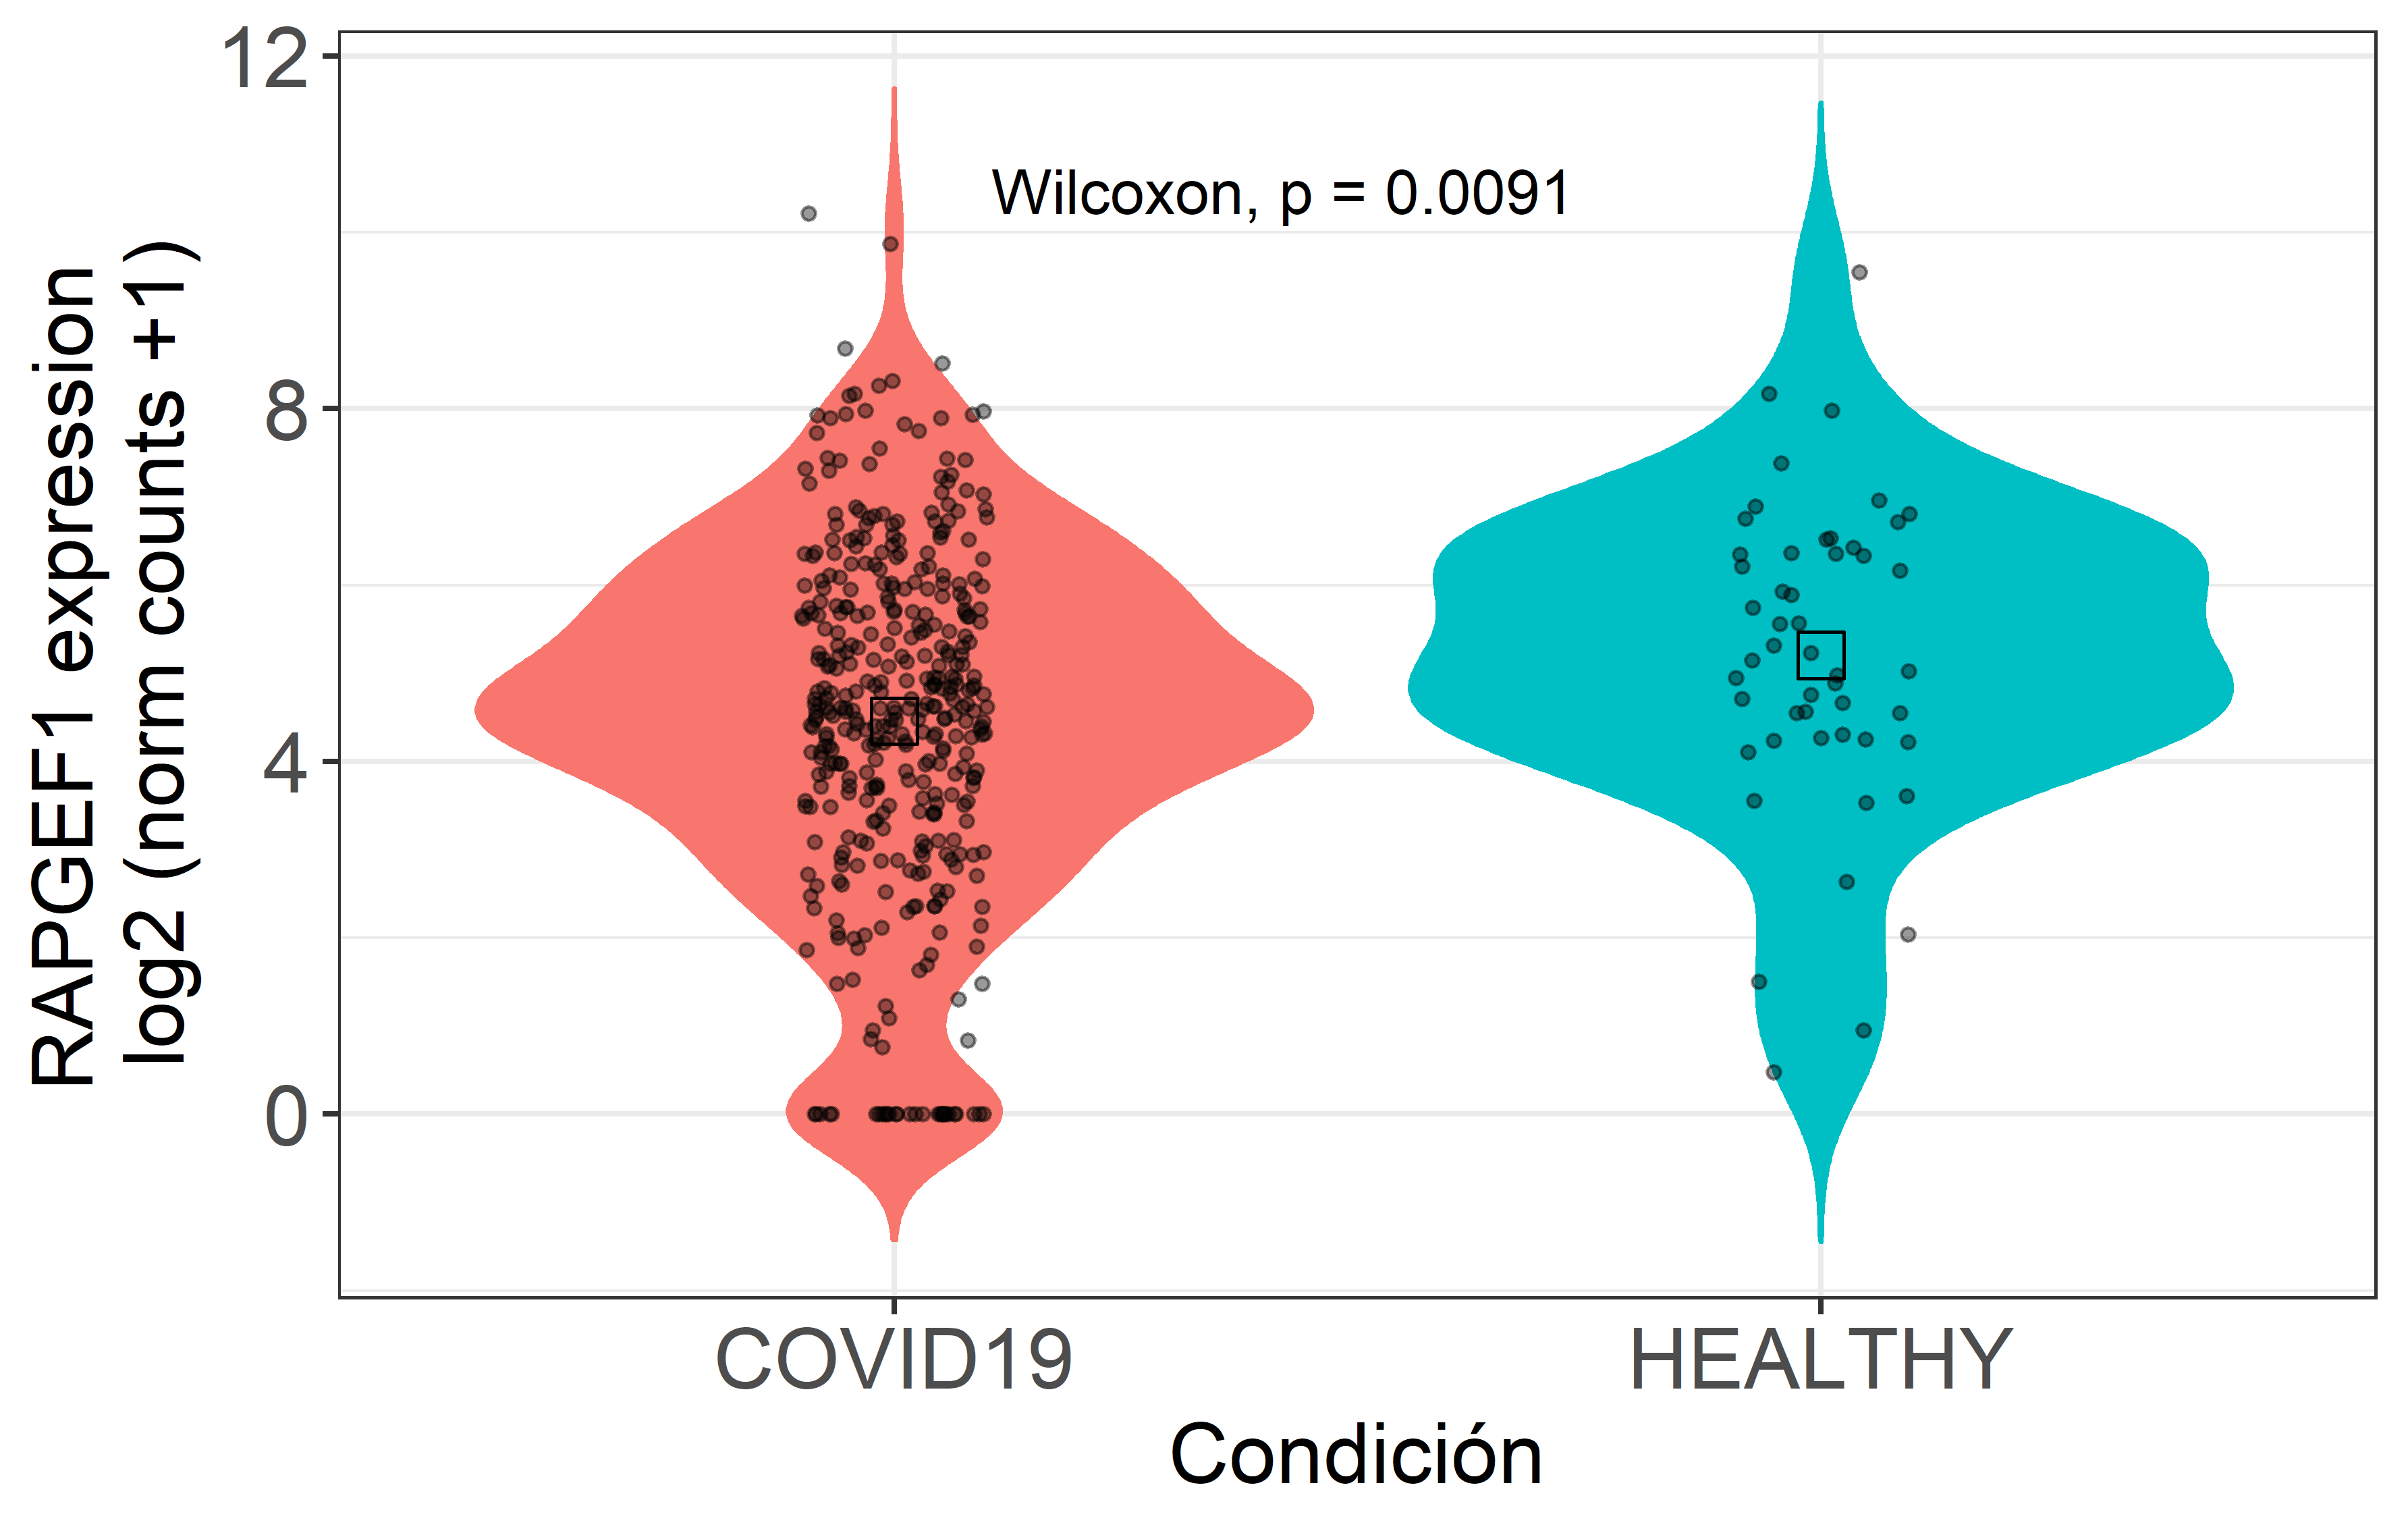 RAPGEF1 expression
log2 (norm counts +1)
12
8
4
0
Wilcoxon, p = 0.0091
COVID19
HEALTHY
Condición